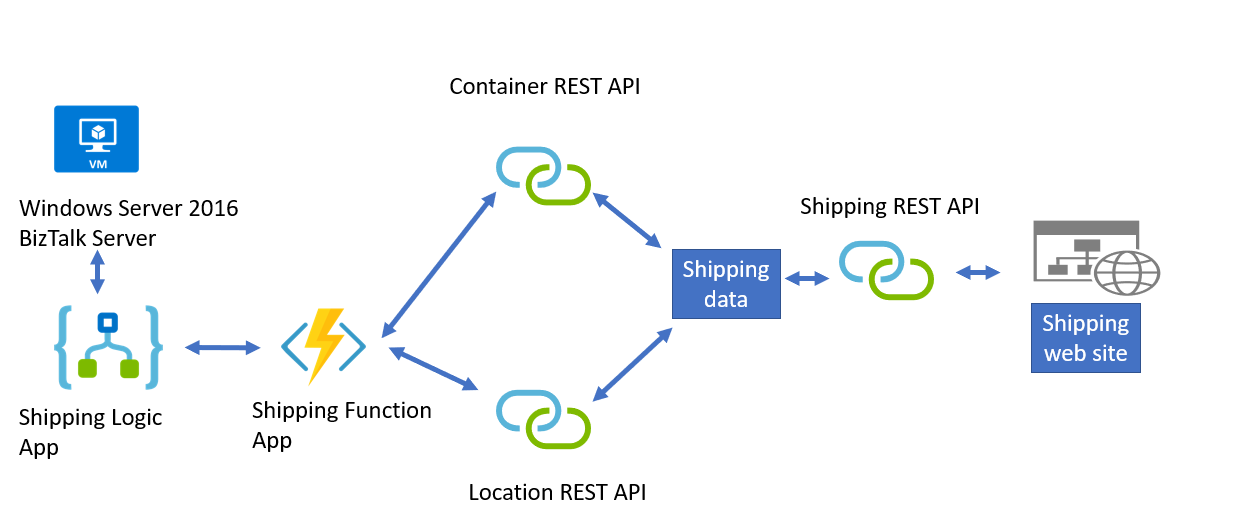 Container REST API
VM
Windows Server 2016
BizTalk Server
Shipping REST API
Shipping
data
Shipping
web site
Shipping Logic
App
Shipping Function
App
Location REST API